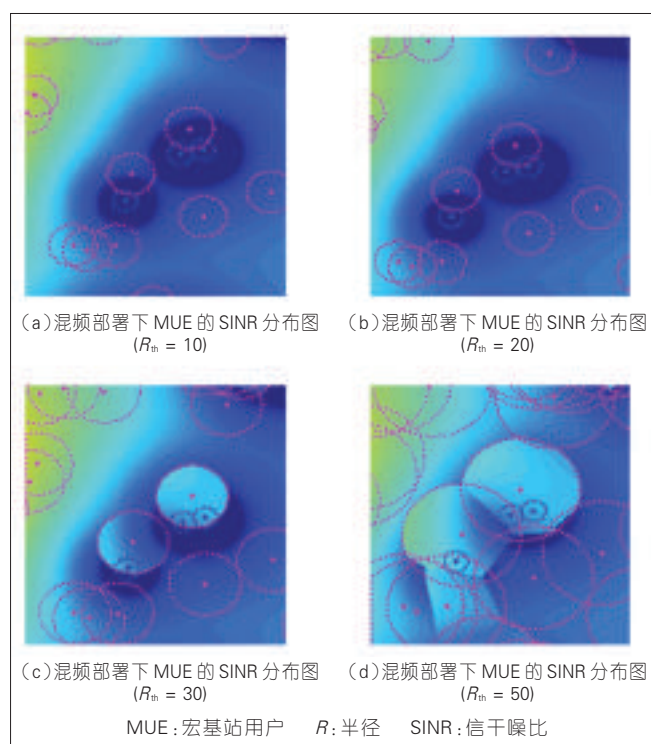 (a)混频部署下 MUE 的 SINR 分布图
(Rth = 10)
(b)混频部署下 MUE 的 SINR 分布图
(Rth = 20)
(c)混频部署下 MUE 的 SINR 分布图
(Rth = 30)
(d)混频部署下 MUE 的 SINR 分布图
(Rth = 50)
MUE:宏基站用户 R:半径 SINR:信干噪比